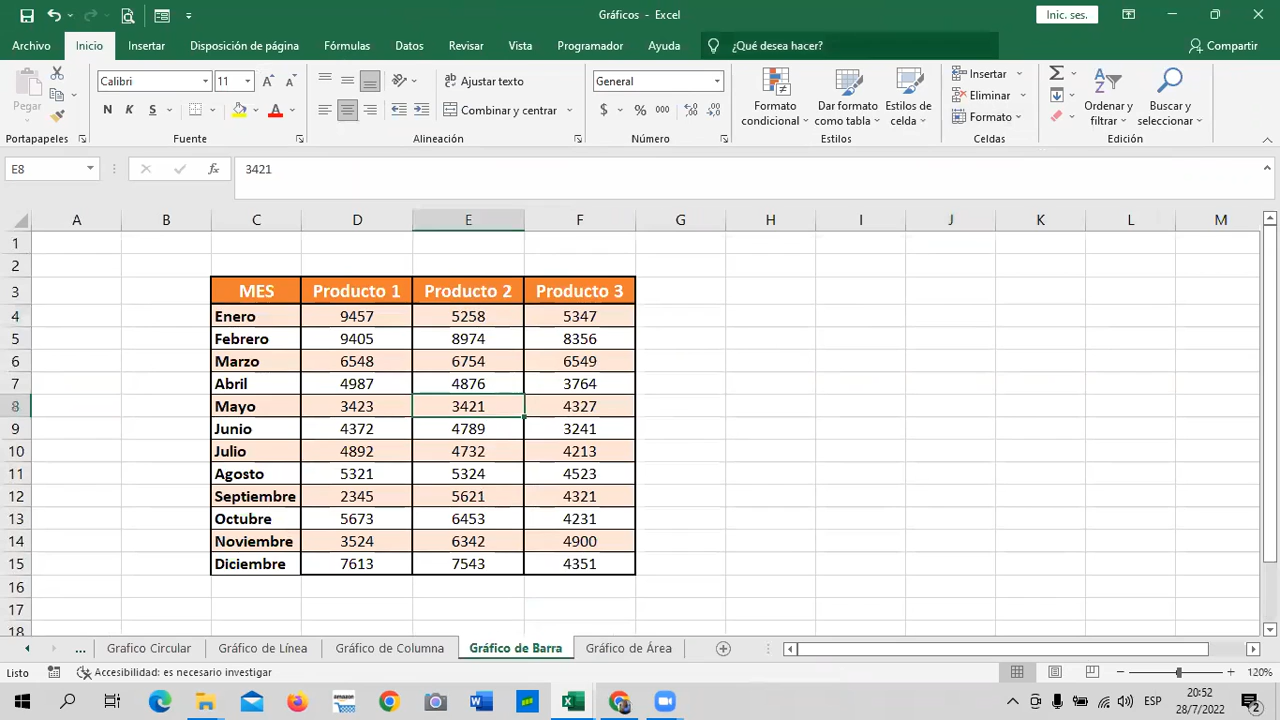 Gráficos - Excel
Inic. ses.
Archivo Inicio Insertar Disposición de página Fórmulas Datos Revisar Vista Programador Ayuda ¿Qué desea hacer? Compartir
Pegar
Calibri 11
N K S
Ajustar texto
Combinar y centrar
General
$ % 000
Formato condicional
Dar formato como tabla
Estilos de celda
Insertar
Eliminar
Formato
Ordenar y filtrar
Buscar y seleccionar
Portapapeles Fuente Alineación Número Estilos Celdas Edición
E8 fx 3421
A B C D E F G H I J K L M
1
2
3 MES Producto 1 Producto 2 Producto 3
4 Enero 9457 5258 5347
5 Febrero 9405 8974 8356
6 Marzo 6548 6754 6549
7 Abril 4987 4876 3764
8 Mayo 3423 3421 4327
9 Junio 4372 4789 3241
10 Julio 4892 4732 4213
11 Agosto 5321 5324 4523
12 Septiembre 2345 5621 4321
13 Octubre 5673 6453 4231
14 Noviembre 3524 6342 4900
15 Diciembre 7613 7543 4351
16
17
18
... Grafico Circular Gráfico de Línea Gráfico de Columna Gráfico de Barra Gráfico de Área
Listo Accesibilidad: es necesario investigar 120%
amazon
ESP
20:52
28/7/2022
2